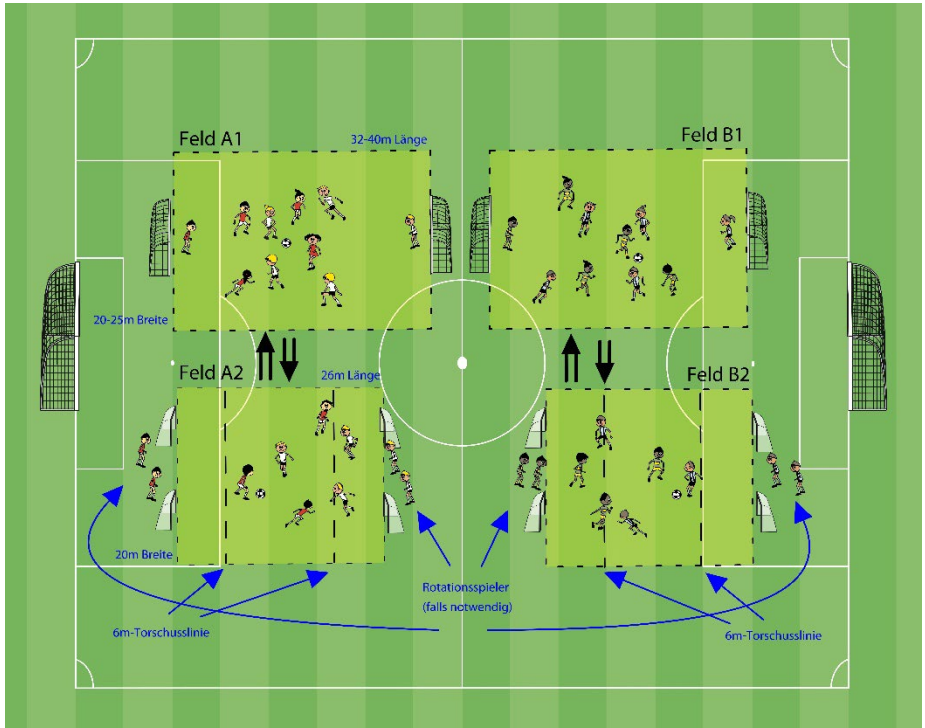 Feld A1
32-40m Länge
Feld B1
20-25m Breite
Feld A2
26m Länge
Feld B2
20m Breite
Rotationsspieler
(falls notwendig)
6m-Torschusslinie
6m-Torschusslinie